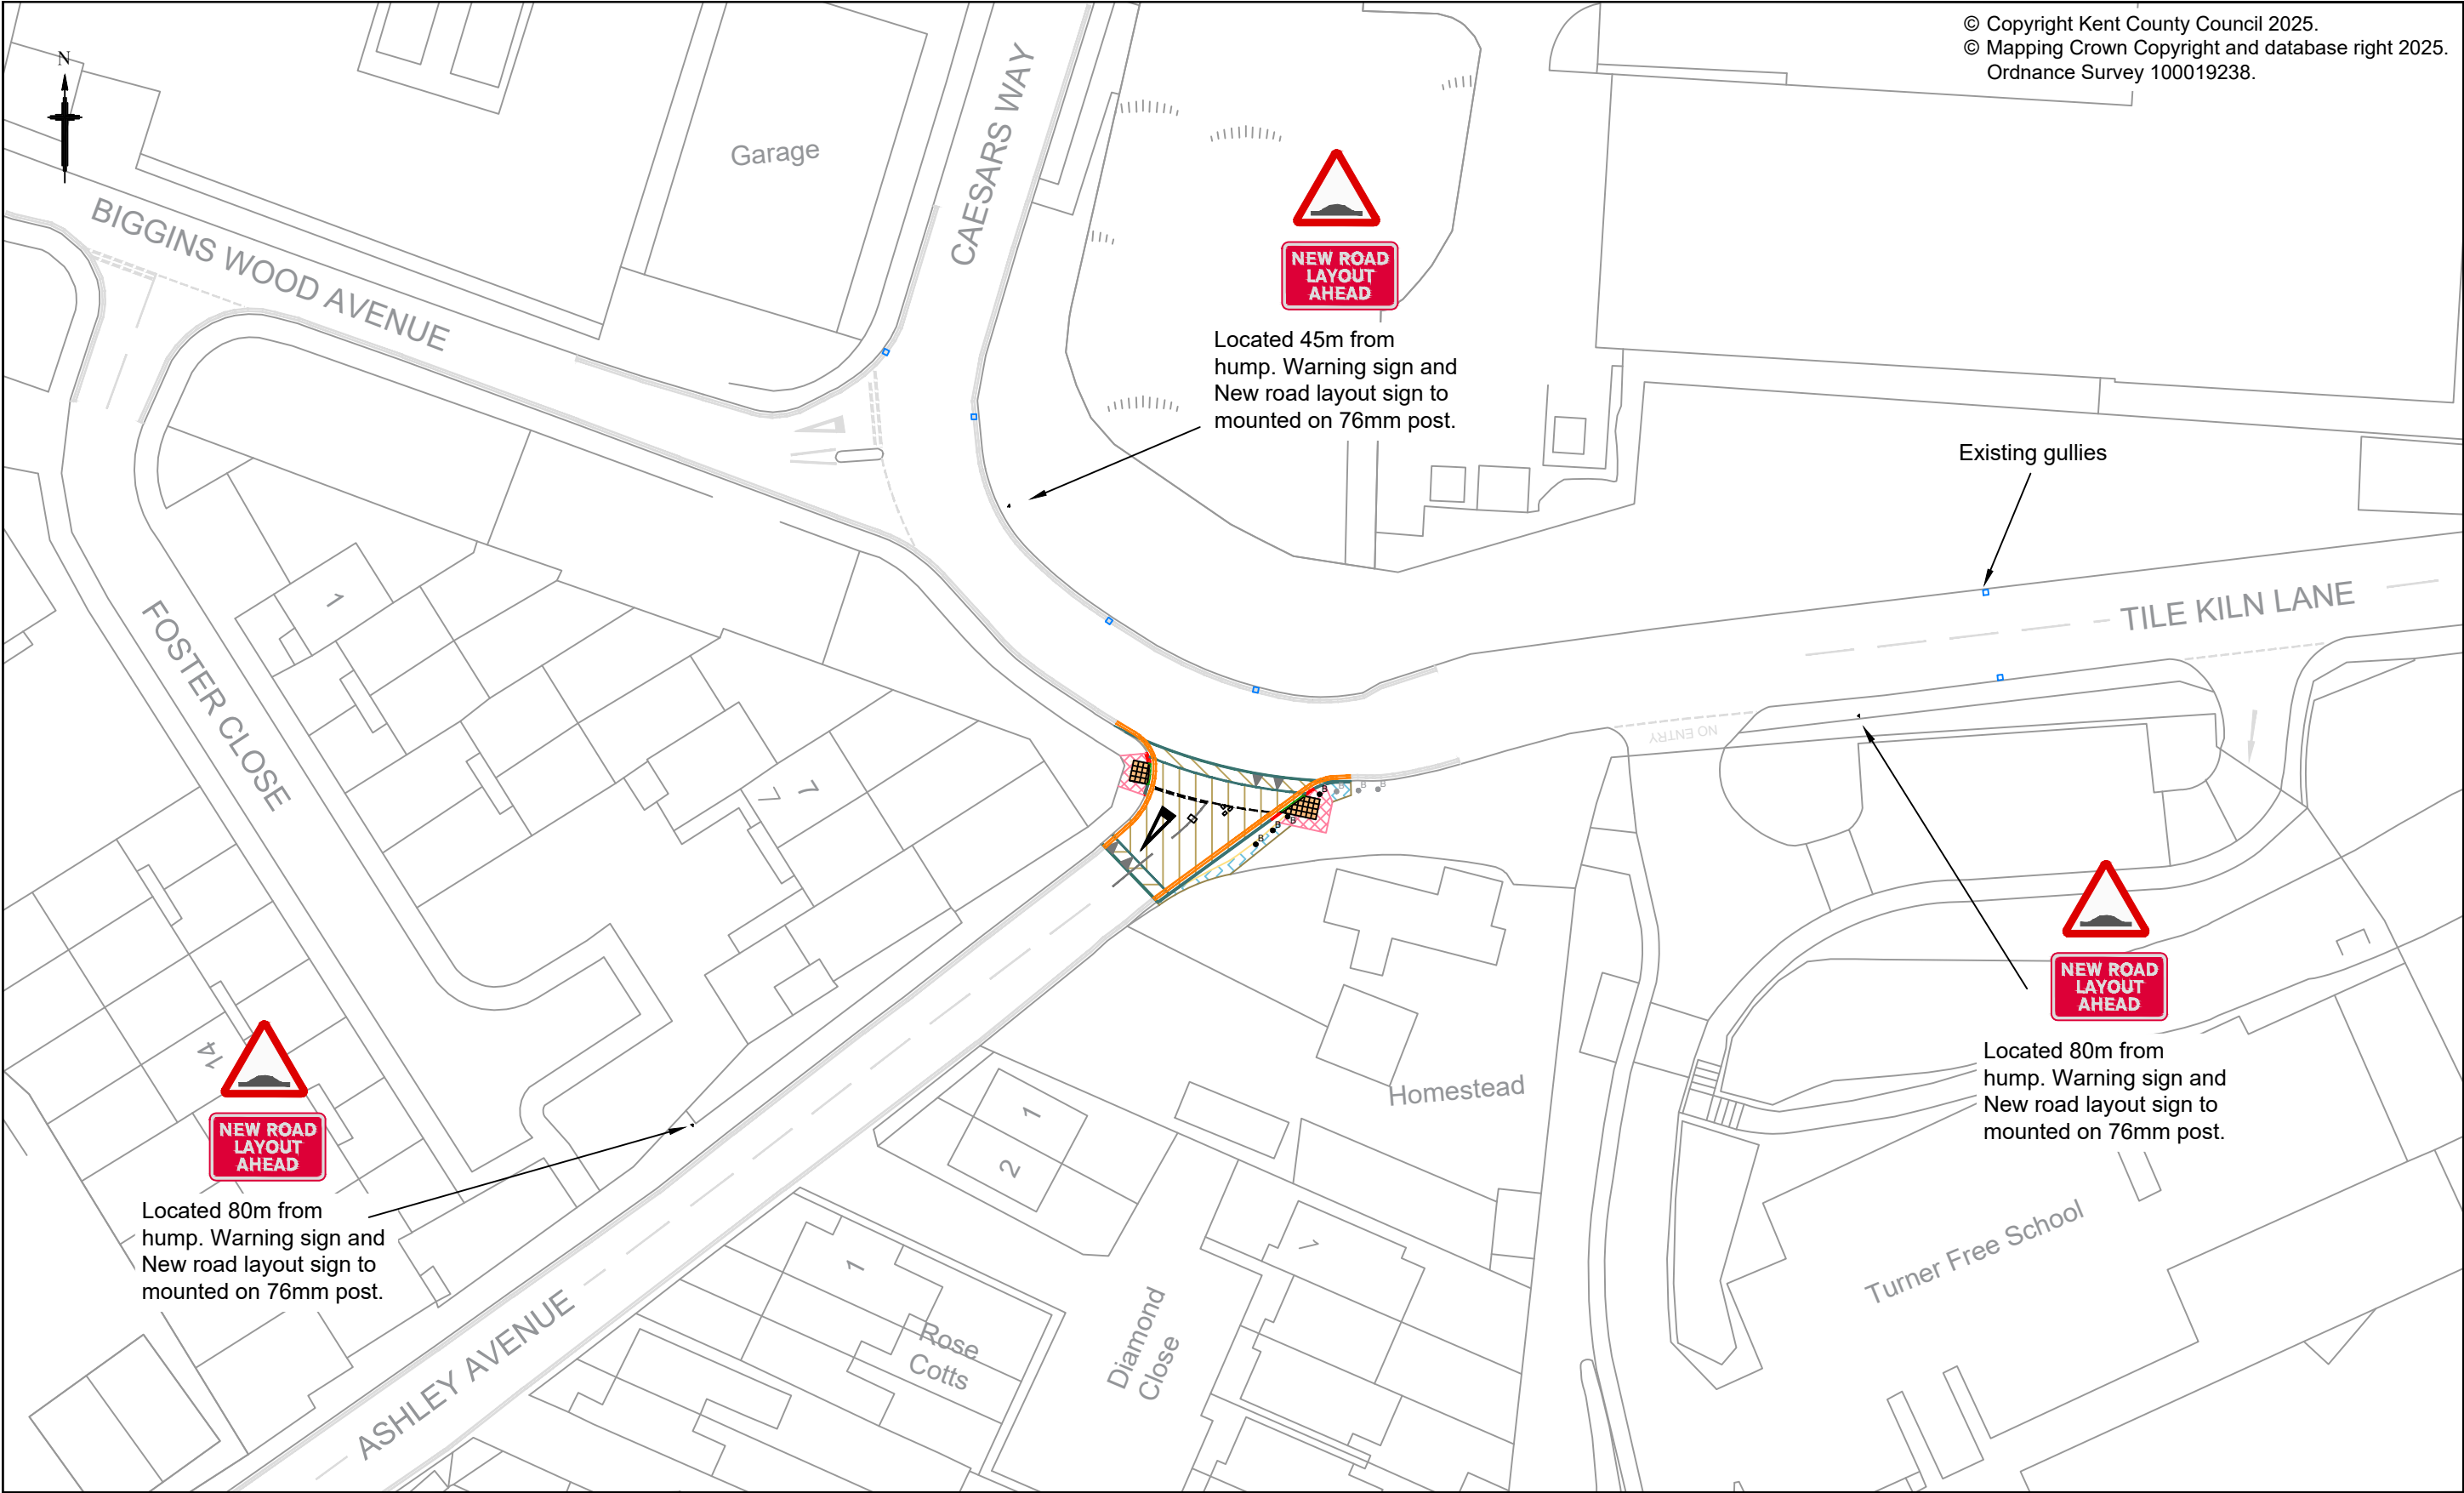 © Copyright Kent County Council 2025.
© Mapping Crown Copyright and database right 2025.
Ordnance Survey 100019238.
N
BIGGINS WOOD AVENUE
Garage
CAESARS WAY
NEW ROAD
LAYOUT
AHEAD
Located 45m from
hump. Warning sign and
New road layout sign to
mounted on 76mm post.
Existing gullies
TILE KILN LANE
NO ENTRY
FOSTER CLOSE
1
7
7
B
B
B
B
B
B
B
NEW ROAD
LAYOUT
AHEAD
Located 80m from
hump. Warning sign and
New road layout sign to
mounted on 76mm post.
14
NEW ROAD
LAYOUT
AHEAD
Located 80m from
hump. Warning sign and
New road layout sign to
mounted on 76mm post.
Homestead
1
2
1
Rose
Cotts
Diamond
Close
7
Turner Free School
ASHLEY AVENUE